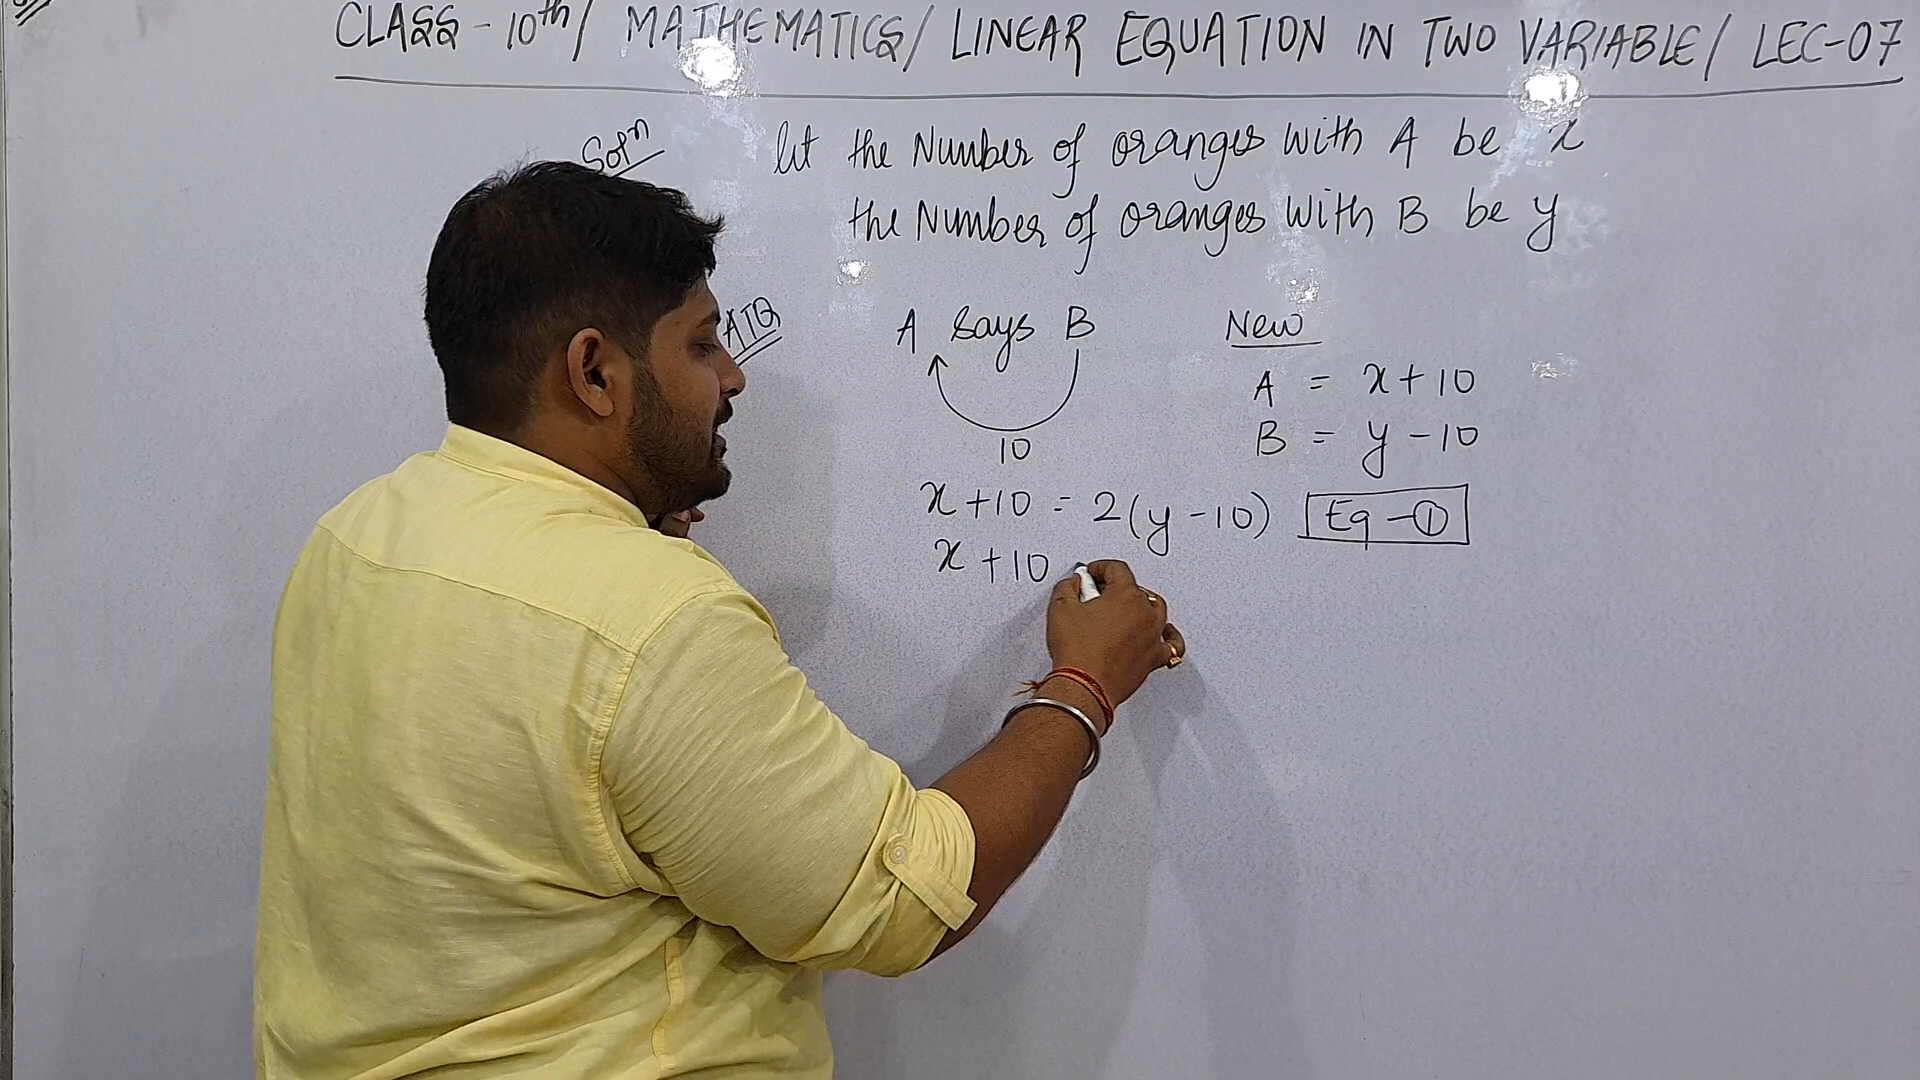 CLASS - 10th / MATHEMATICS / LINEAR EQUATION IN TWO VARIABLE / LEC-07
Sol^n
let the Number of oranges with A be x
the Number of oranges with B be y
ATQ
A says B
10
New
A = x + 10
B = y - 10
x + 10 = 2(y - 10) Eq - ①
x + 10